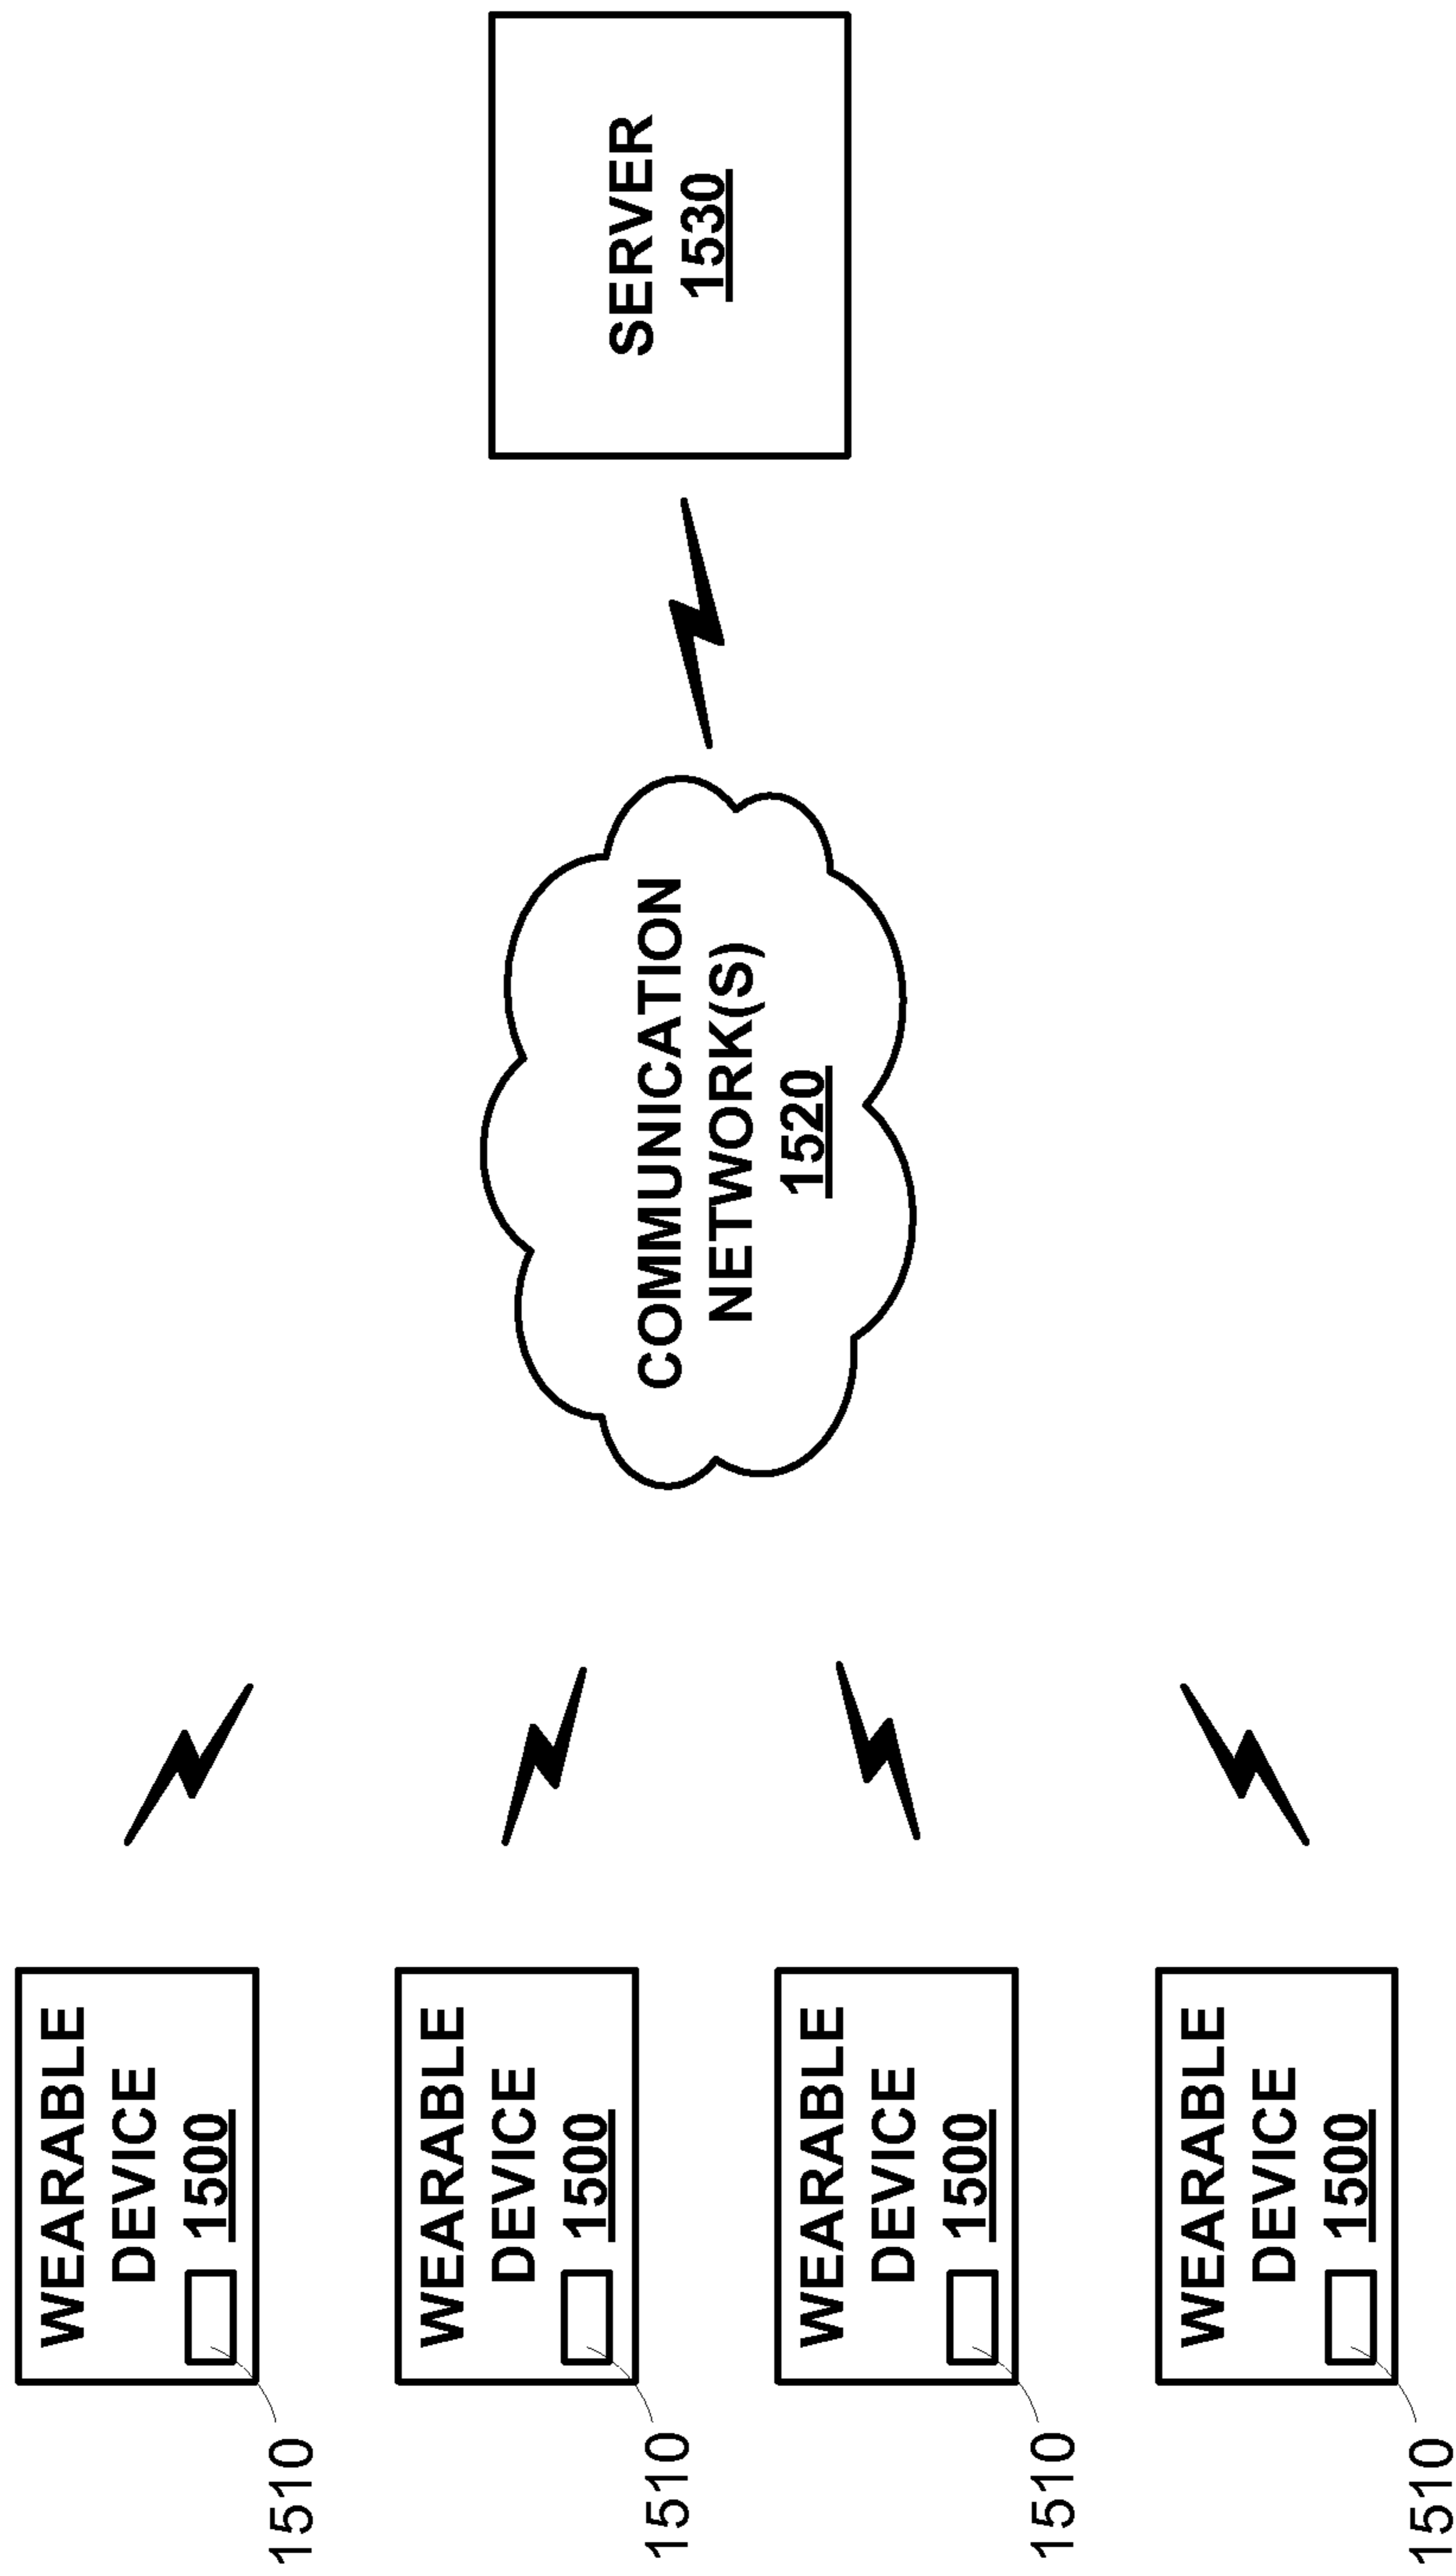 WEARABLE
DEVICE
1500
1510
WEARABLE
DEVICE
1500
1510
WEARABLE
DEVICE
1500
1510
WEARABLE
DEVICE
1500
1510
COMMUNICATION
NETWORK(S)
1520
SERVER
1530